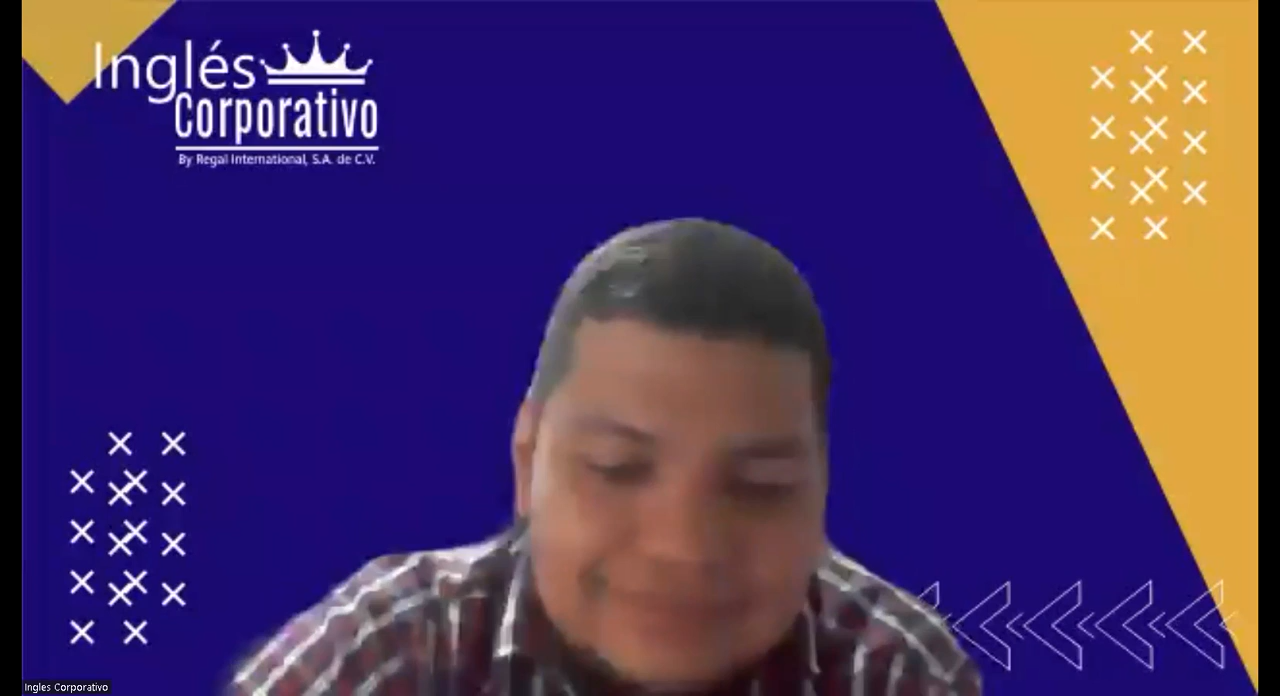 Inglés
Corporativo
By Regal International, S.A. de C.V.
Ingles Corporativo